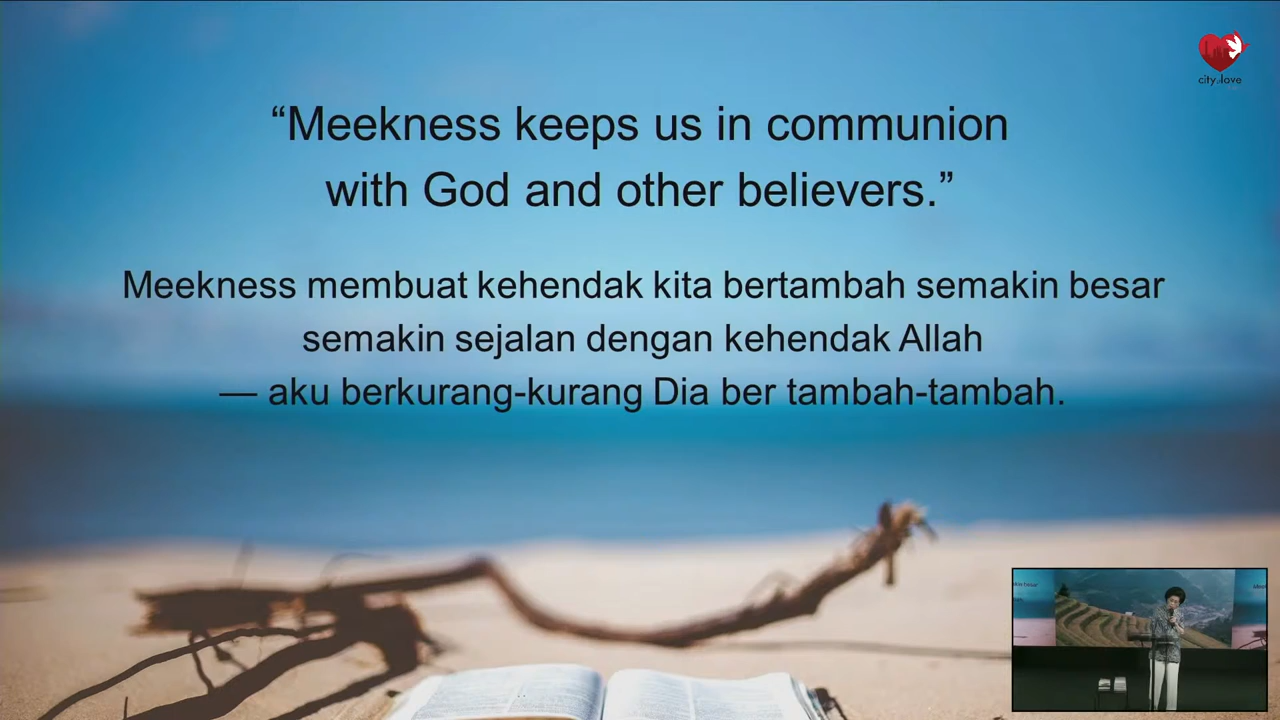 city of love
“Meekness keeps us in communion
with God and other believers.”
Meekness membuat kehendak kita bertambah semakin besar
semakin sejalan dengan kehendak Allah
— aku berkurang-kurang Dia ber tambah-tambah.